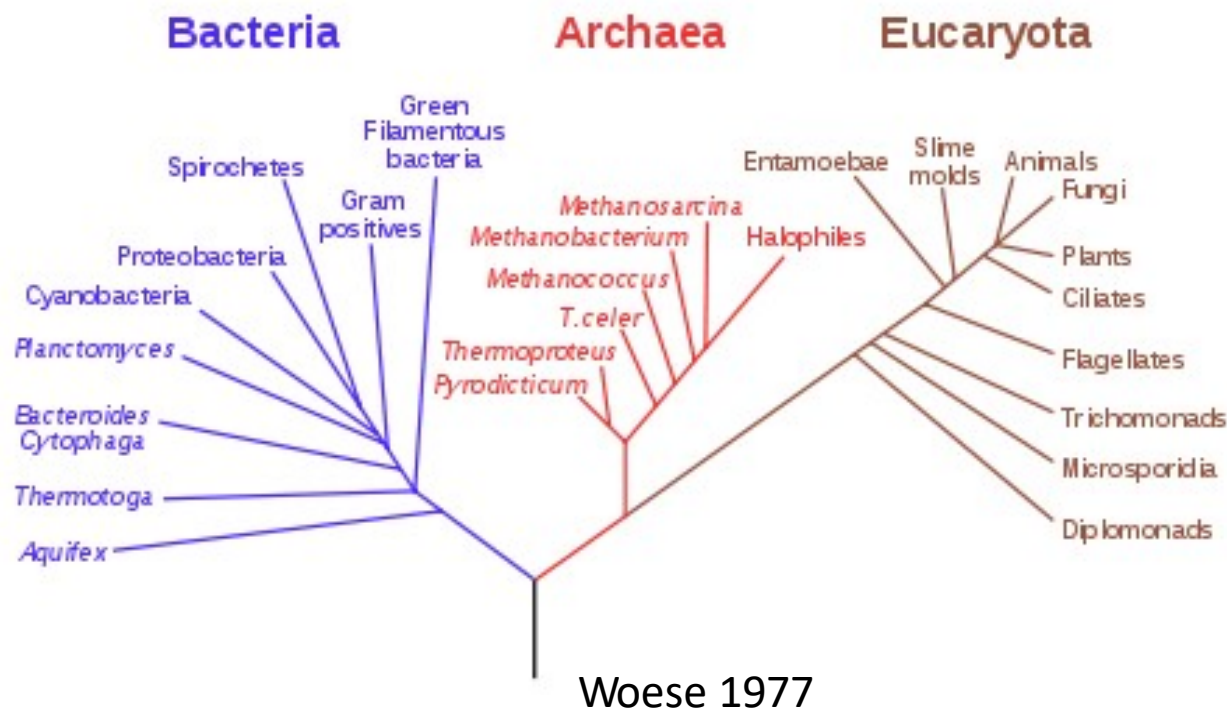 Bacteria
Archaea
Eucaryota
Green
Filamentous
bacteria
Spirochetes
Gram
positives
Proteobacteria
Cyanobacteria
Planctomyces
Bacteroides
Cytophaga
Thermotoga
Aquifex
Methanosarcina
Methanobacterium
Halophiles
Methanococcus
T.celer
Thermoproteus
Pyrodicticum
Entamoebae
Slime
molds
Animals
Fungi
Plants
Ciliates
Flagellates
Trichomonads
Microsporidia
Diplomonads
Woese 1977